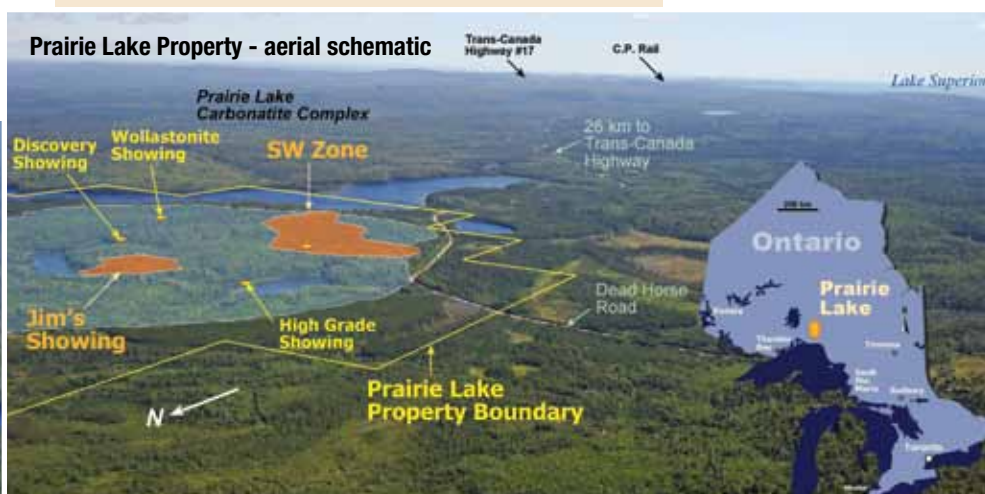 Prairie Lake Property - aerial schematic
Trans-Canada
Highway #17
C.P. Rail
Lake Superior
Prairie Lake
Carbonatite Complex
Discovery
Showing
Wollastonite
Showing
SW Zone
26 km to
Trans-Canada
Highway
Ontario
Prairie
Lake
Jim's
Showing
High Grade
Showing
Dead Horse
Road
Prairie Lake
Property Boundary
N
Kenora
Thunder
Bay
Timmins
Sault
Ste.
Marie
Sudbury
Toronto